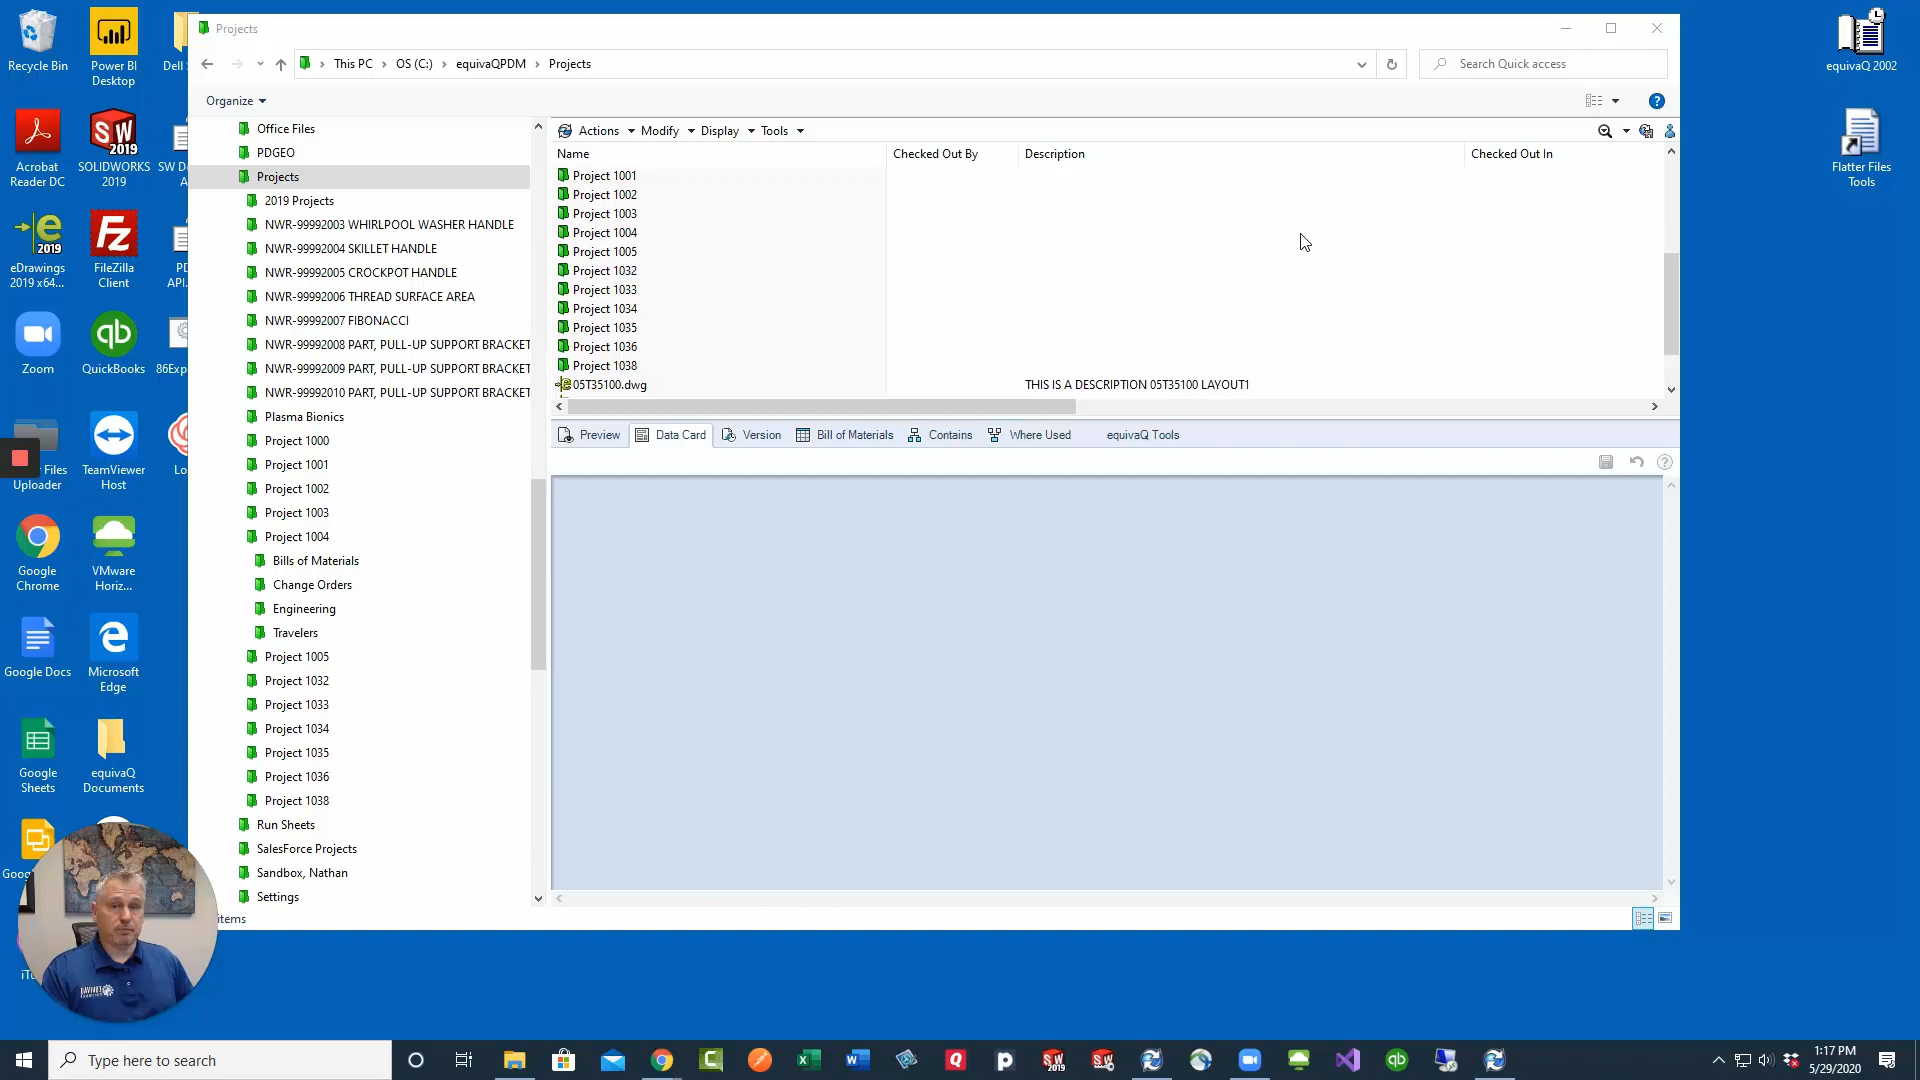 Recycle Bin
Power BI
Desktop
Dell S
Acrobat
Reader DC
SOLIDWORKS
2019
SW D
A
eDrawings
2019 x64...
FileZilla
Client
PD
API.
Zoom
QuickBooks
86Exp
Files
Uploader
TeamViewer
Host
Lo
Google
Chrome
VMware
Horiz...
Google Docs
Microsoft
Edge
Google
Sheets
equivaQ
Documents
Goog
equivaQ 2002
Flatter Files
Tools
Projects
This PC
OS (C:)
equivaQPDM
Projects
Search Quick access
Organize
Office Files
PDGEO
Projects
2019 Projects
NWR-99992003 WHIRLPOOL WASHER HANDLE
NWR-99992004 SKILLET HANDLE
NWR-99992005 CROCKPOT HANDLE
NWR-99992006 THREAD SURFACE AREA
NWR-99992007 FIBONACCI
NWR-99992008 PART, PULL-UP SUPPORT BRACKET
NWR-99992009 PART, PULL-UP SUPPORT BRACKET
NWR-99992010 PART, PULL-UP SUPPORT BRACKET
Plasma Bionics
Project 1000
Project 1001
Project 1002
Project 1003
Project 1004
Bills of Materials
Change Orders
Engineering
Travelers
Project 1005
Project 1032
Project 1033
Project 1034
Project 1035
Project 1036
Project 1038
Run Sheets
SalesForce Projects
Sandbox, Nathan
Settings
items
Actions Modify Display Tools
Name Checked Out By Description Checked Out In
Project 1001
Project 1002
Project 1003
Project 1004
Project 1005
Project 1032
Project 1033
Project 1034
Project 1035
Project 1036
Project 1038
05T35100.dwg THIS IS A DESCRIPTION 05T35100 LAYOUT1
Preview Data Card Version Bill of Materials Contains Where Used equivaQ Tools
Type here to search
1:17 PM
5/29/2020